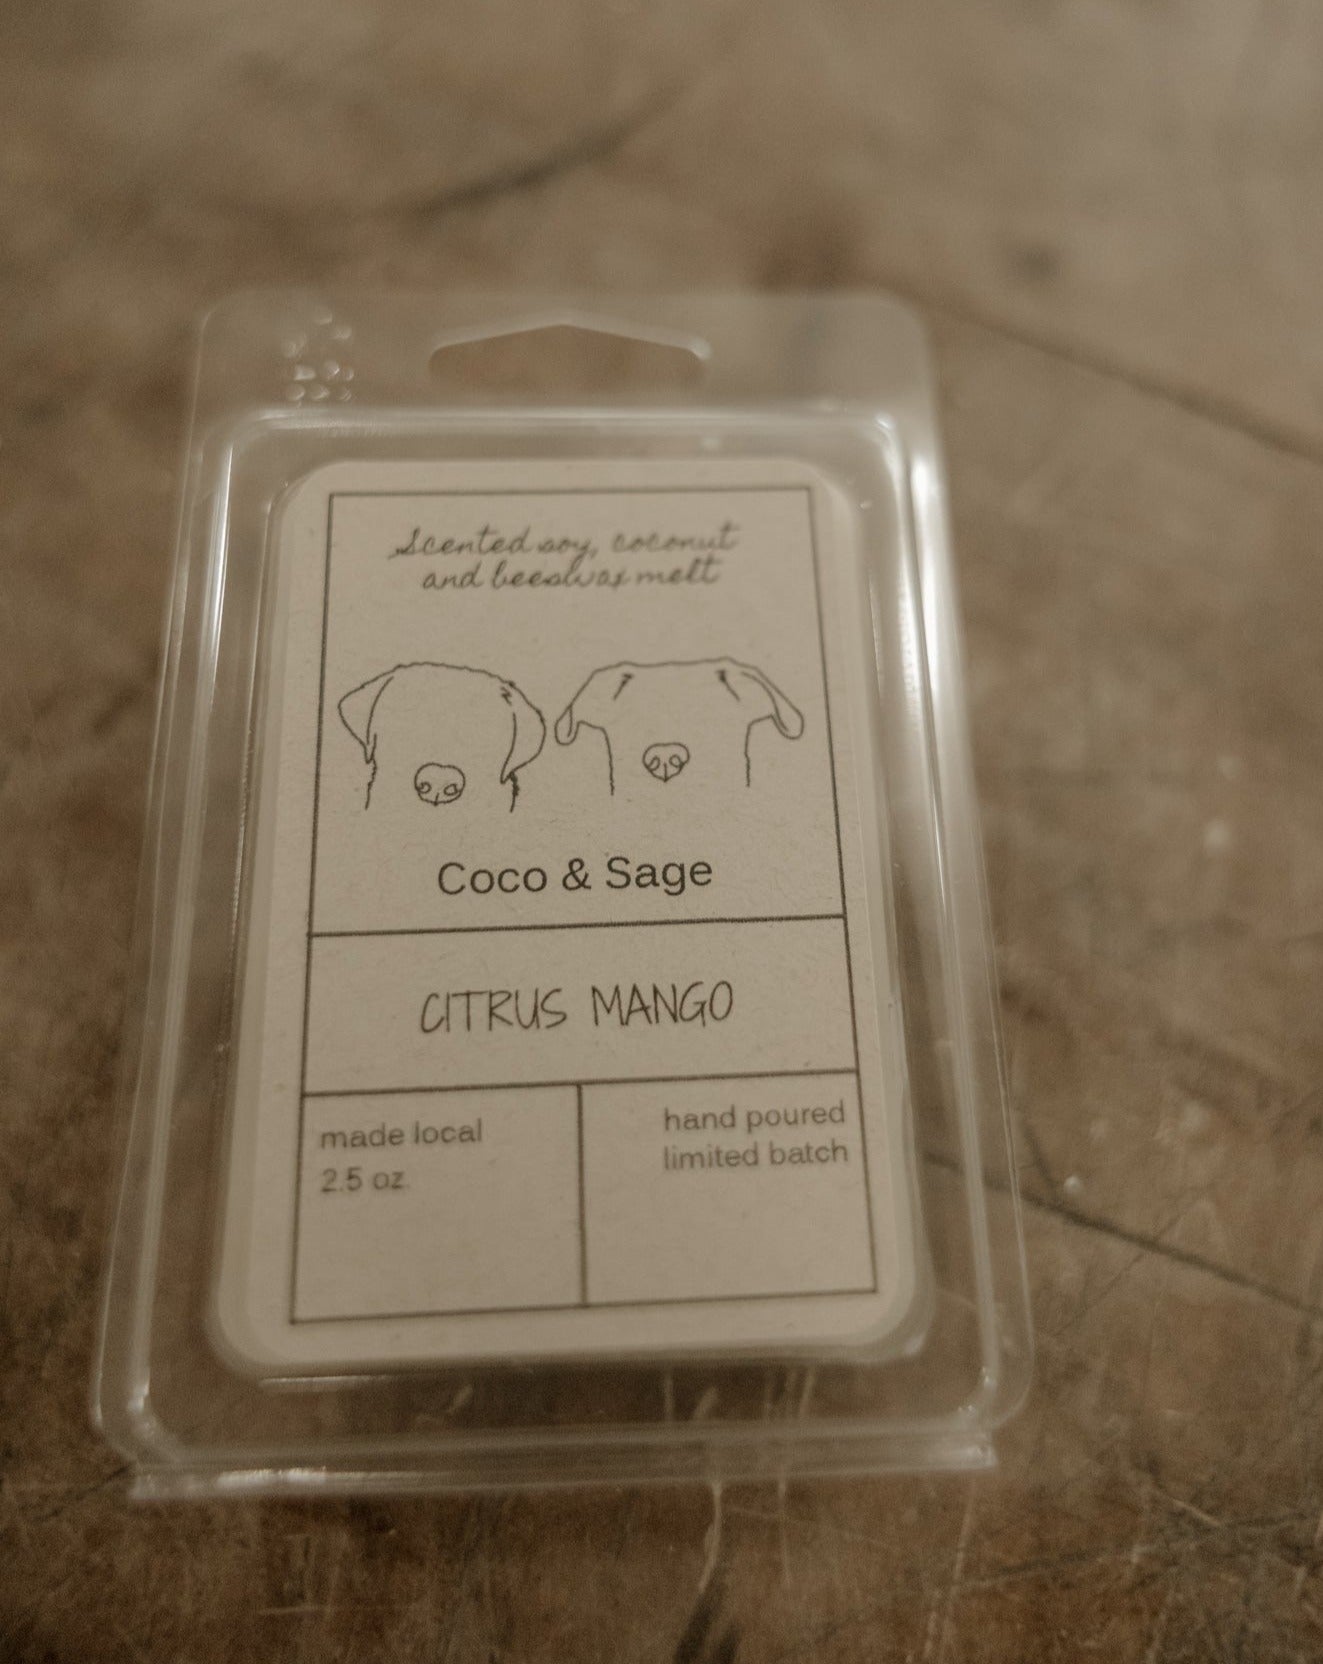 Scented soy, coconut
and beeswax melt
Coco & Sage
CITRUS MANGO
made local
2.5 oz.
hand poured
limited batch